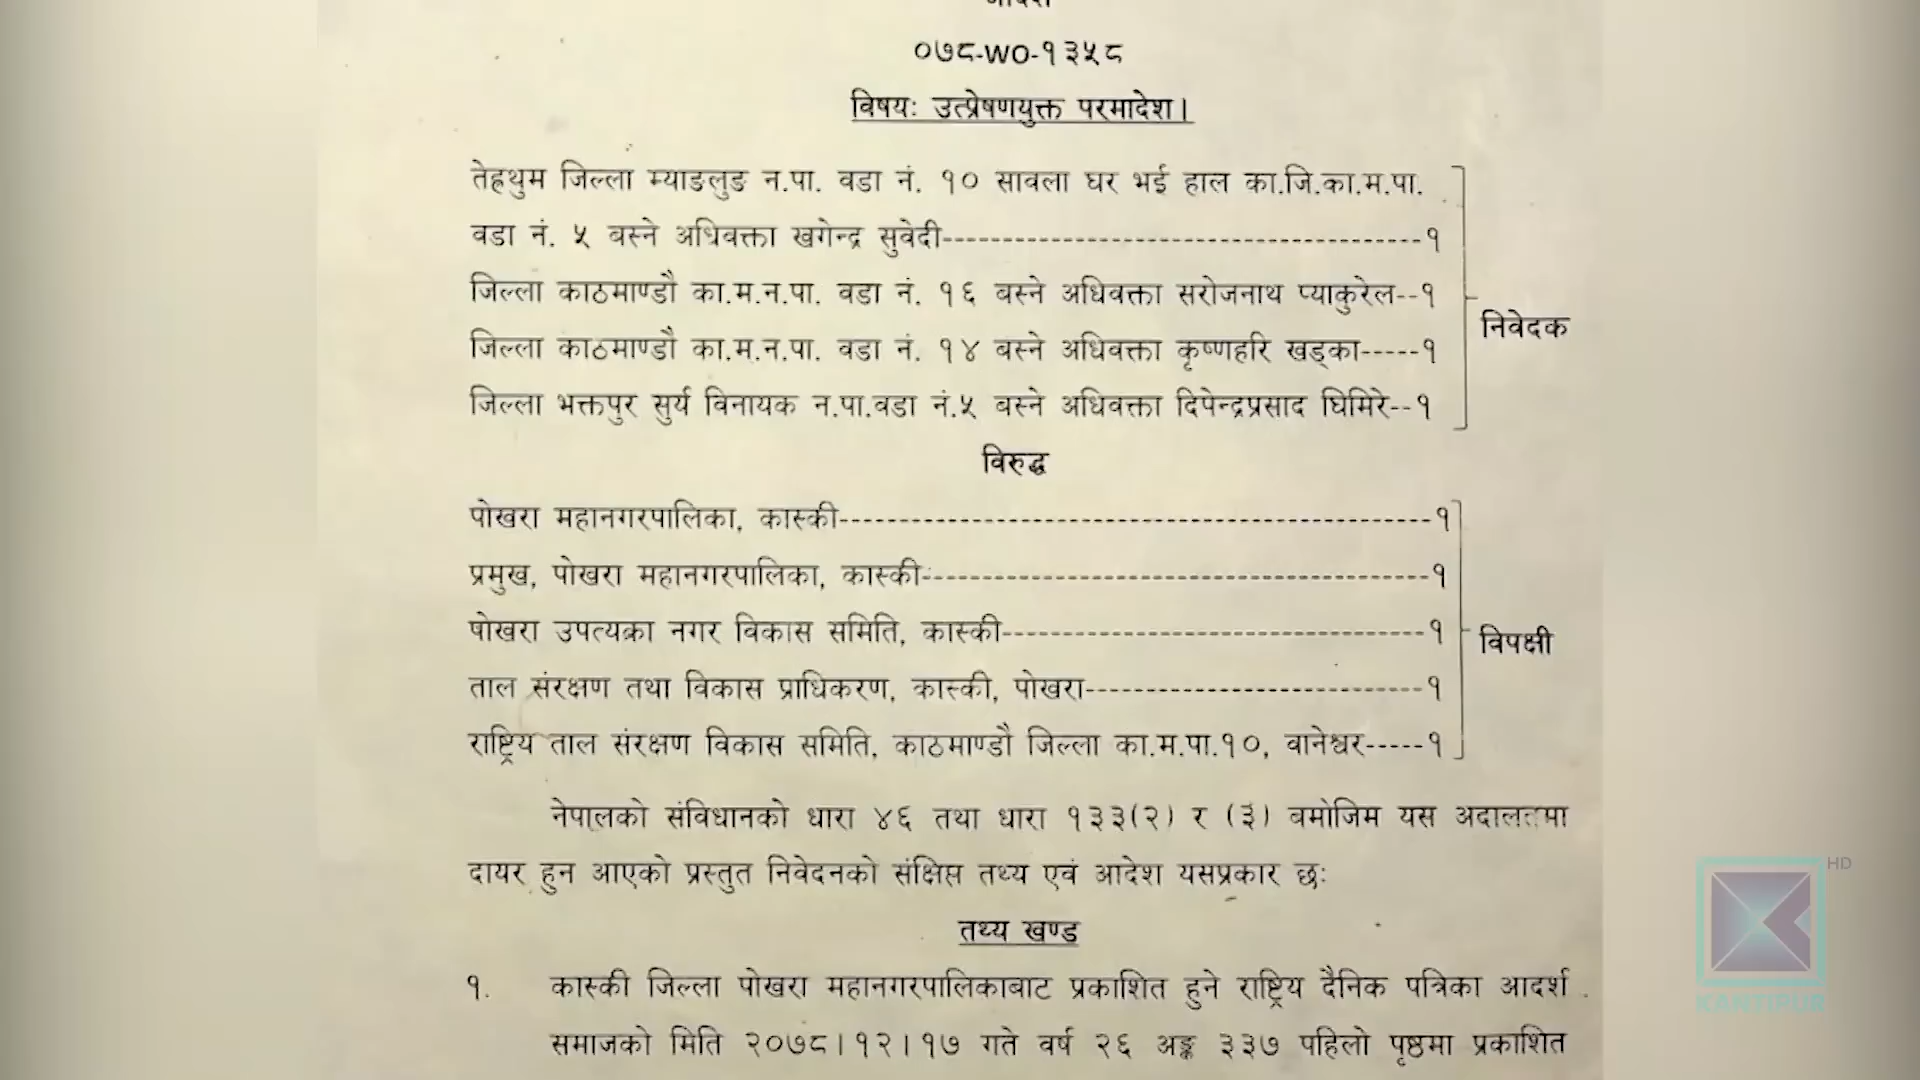 आदेश
०७८-WO-१३५८
विषयः उत्प्रेषणयुक्त परमादेश।
तेह्रथुम जिल्ला म्याङलुङ न.पा. वडा नं. १० सावला घर भई हाल का.जि.का.म.पा.
वडा नं. ५ बस्ने अधिवक्ता खगेन्द्र सुवेदी----------------------------------------१
जिल्ला काठमाण्डौ का.म.न.पा. वडा नं. १६ बस्ने अधिवक्ता सरोजनाथ प्याकुरेल--१
निवेदक
जिल्ला काठमाण्डौ का.म.न.पा. वडा नं. १४ बस्ने अधिवक्ता कृष्णहरि खड्का-----१
जिल्ला भक्तपुर सुर्य विनायक न.पा.वडा नं.५ बस्ने अधिवक्ता दिपेन्द्रप्रसाद घिमिरे--१
विरुद्ध
पोखरा महानगरपालिका, कास्की--------------------------------------------------१
प्रमुख, पोखरा महानगरपालिका, कास्की-------------------------------------------१
पोखरा उपत्यका नगर विकास समिति, कास्की------------------------------------१
विपक्षी
ताल संरक्षण तथा विकास प्राधिकरण, कास्की, पोखरा-----------------------------१
राष्ट्रिय ताल संरक्षण विकास समिति, काठमाण्डौ जिल्ला का.म.पा.१०, वानेश्वर-----१
नेपालको संविधानको धारा ४६ तथा धारा १३३(२) र (३) बमोजिम यस अदालतमा
दायर हुन आएको प्रस्तुत निवेदनको संक्षिप्त तथ्य एवं आदेश यसप्रकार छः
तथ्य खण्ड
१. कास्की जिल्ला पोखरा महानगरपालिकाबाट प्रकाशित हुने राष्ट्रिय दैनिक पत्रिका आदर्श
समाजको मिति २०७८।१२।१७ गते वर्ष २६ अङ्क ३३७ पहिलो पृष्ठमा प्रकाशित
HD
KANTIPUR